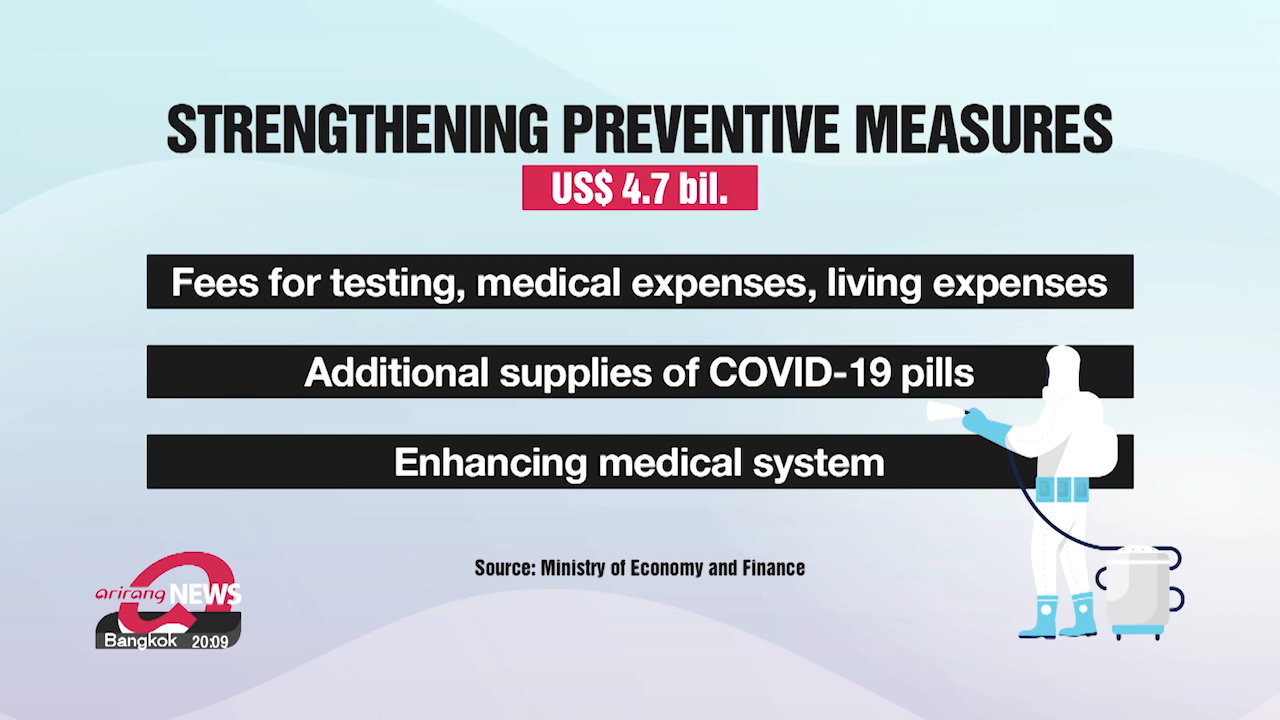 STRENGTHENING PREVENTIVE MEASURES
US$ 4.7 bil.
Fees for testing, medical expenses, living expenses
Additional supplies of COVID-19 pills
Enhancing medical system
Source: Ministry of Economy and Finance
arirang NEWS
Bangkok 20:09